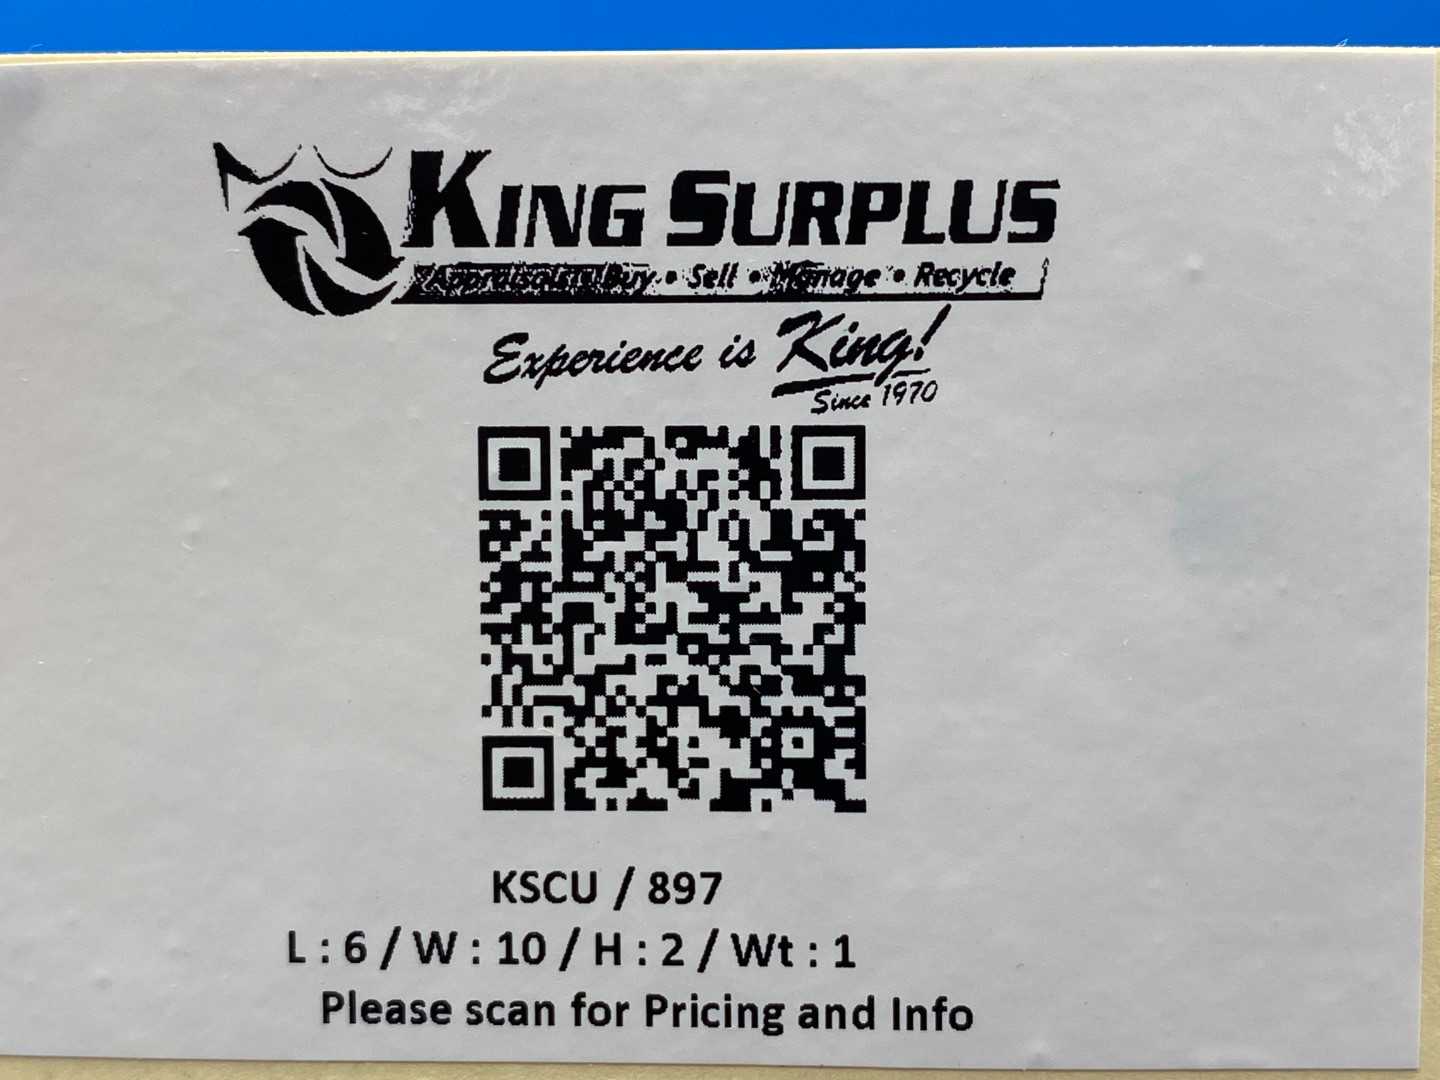 KING SURPLUS
Appraisals • Buy • Sell • Manage • Recycle
Experience is King!
Since 1970
KSCU / 897
L : 6 / W : 10 / H : 2 / Wt : 1
Please scan for Pricing and Info